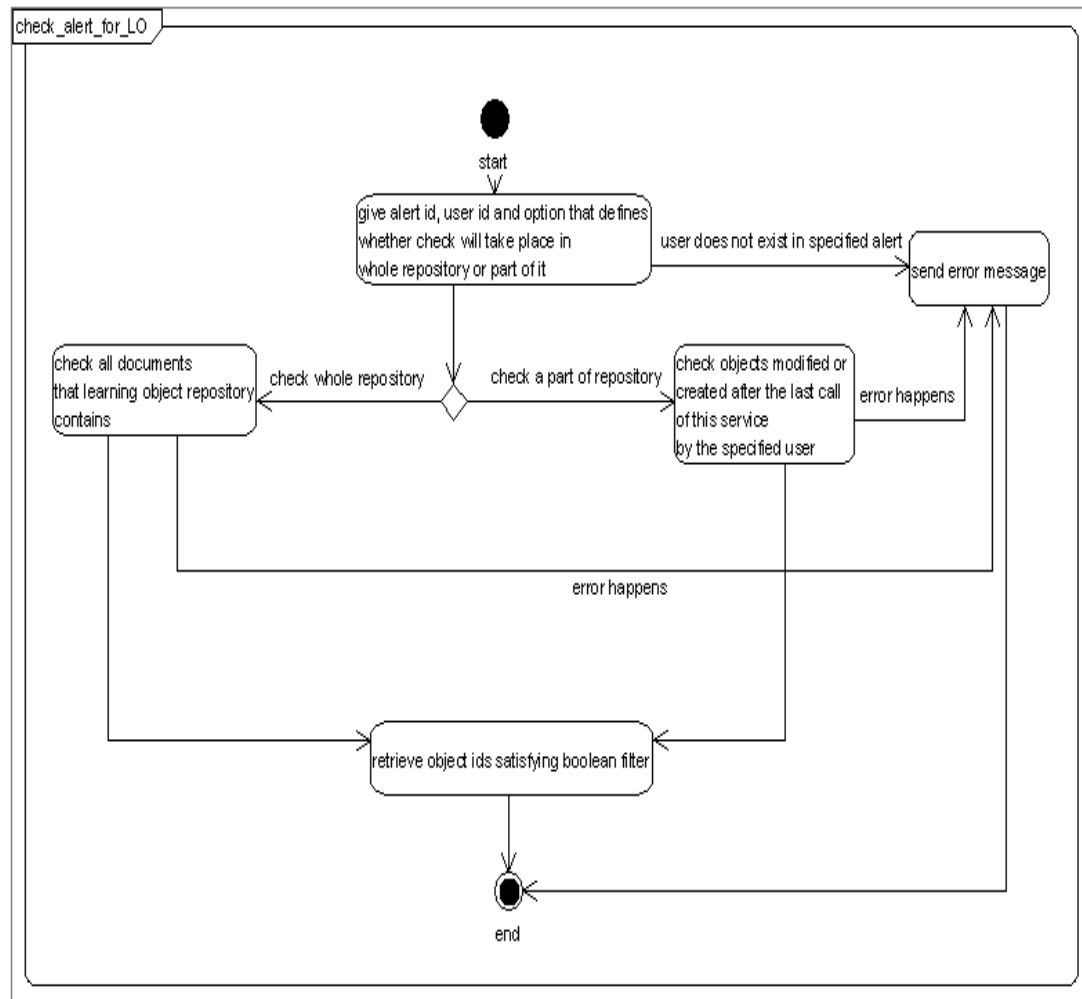 check_alert_for_LO
start
give alert id, user id and option that defines
whether check will take place in
whole repository or part of it
user does not exist in specified alert
send error message
check all documents
that learning object repository
contains
check whole repository
check a part of repository
check objects modified or
created after the last call
of this service
by the specified user
error happens
error happens
retrieve object ids satisfying boolean filter
end